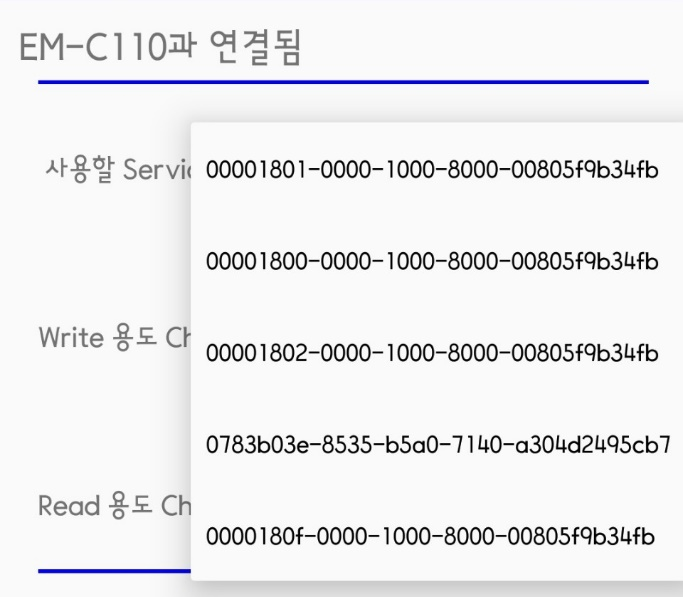 EM-C110과 연결됨
사용할 Servic
00001801-0000-1000-8000-00805f9b34fb
00001800-0000-1000-8000-00805f9b34fb
Write 용도 Ch
00001802-0000-1000-8000-00805f9b34fb
0783b03e-8535-b5a0-7140-a304d2495cb7
Read 용도 Ch
0000180f-0000-1000-8000-00805f9b34fb